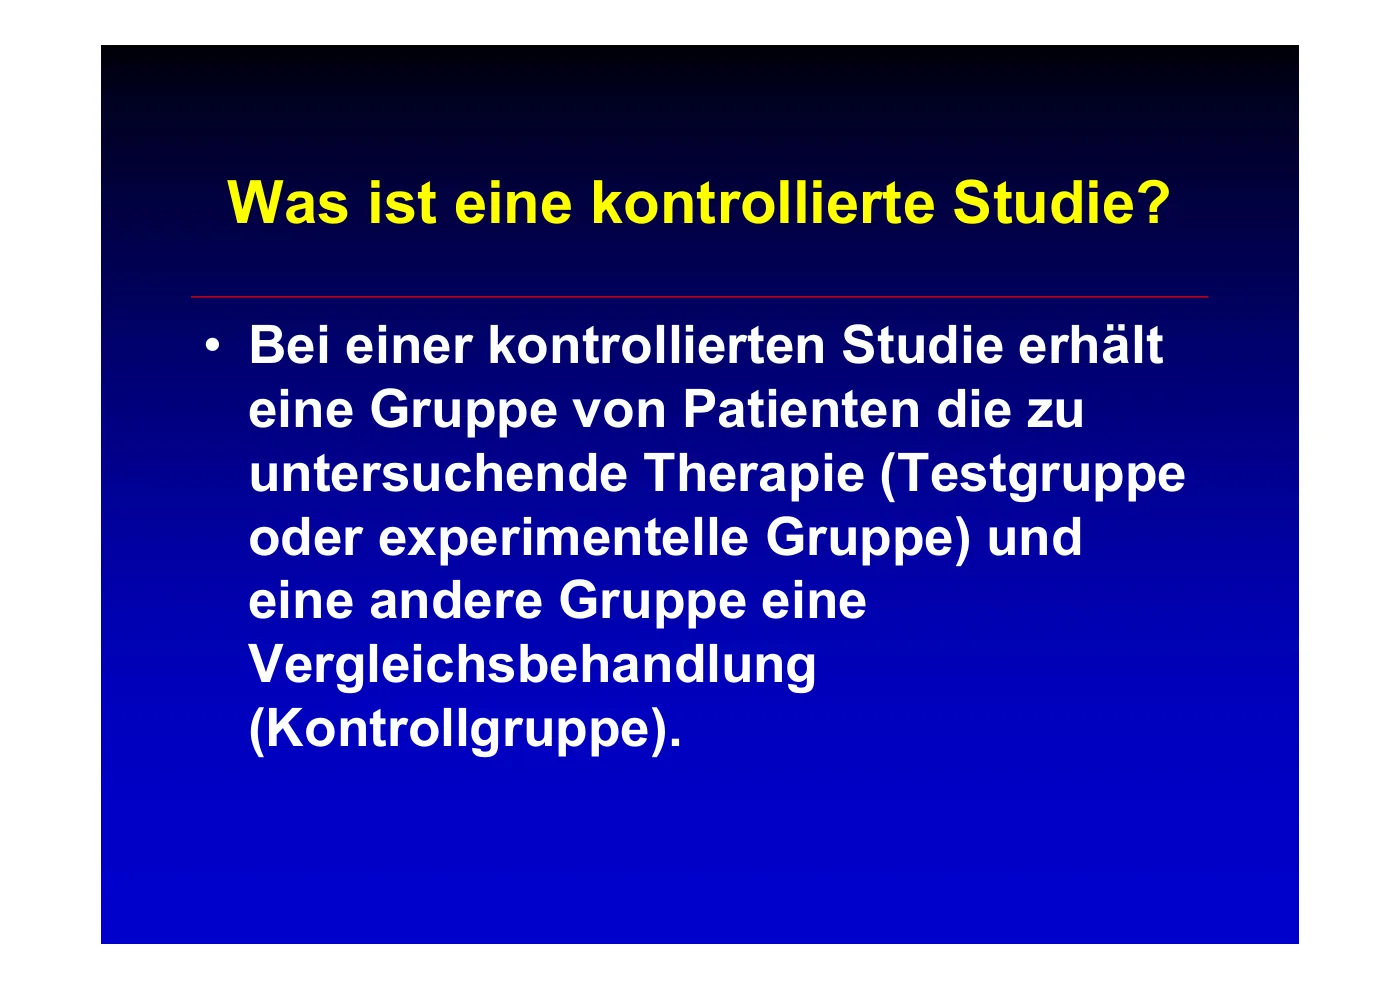 Was ist eine kontrollierte Studie?
• Bei einer kontrollierten Studie erhält
eine Gruppe von Patienten die zu
untersuchende Therapie (Testgruppe
oder experimentelle Gruppe) und
eine andere Gruppe eine
Vergleichsbehandlung
(Kontrollgruppe).